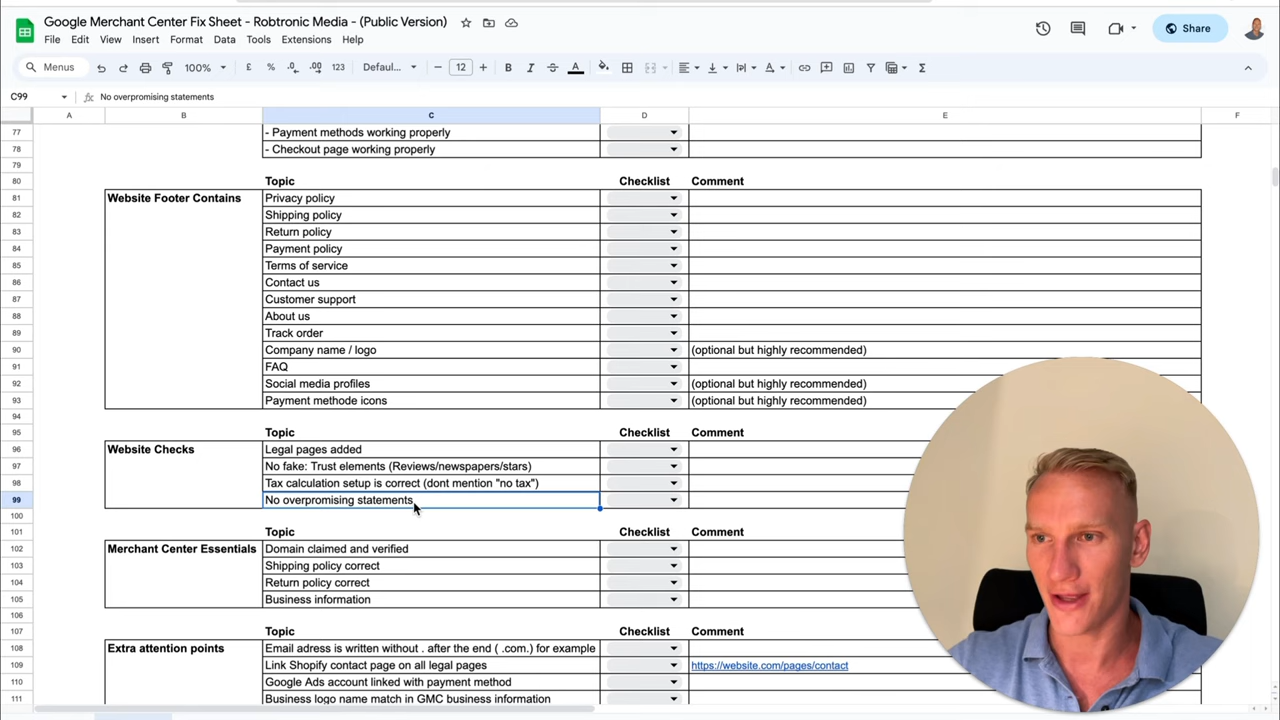 Google Merchant Center Fix Sheet - Robtronic Media - (Public Version)
File Edit View Insert Format Data Tools Extensions Help
Share
Menus 100% £ % .0 .00 123 Defaul... 12 B I A
C99 No overpromising statements
A B C D E F
77 - Payment methods working properly
78 - Checkout page working properly
79
80 Topic Checklist Comment
81 Website Footer Contains Privacy policy
82 Shipping policy
83 Return policy
84 Payment policy
85 Terms of service
86 Contact us
87 Customer support
88 About us
89 Track order
90 Company name / logo (optional but highly recommended)
91 FAQ
92 Social media profiles (optional but highly recommended)
93 Payment methode icons (optional but highly recommended)
94
95 Topic Checklist Comment
96 Website Checks Legal pages added
97 No fake: Trust elements (Reviews/newspapers/stars)
98 Tax calculation setup is correct (dont mention "no tax")
99 No overpromising statements
100
101 Topic Checklist Comment
102 Merchant Center Essentials Domain claimed and verified
103 Shipping policy correct
104 Return policy correct
105 Business information
106
107 Topic Checklist Comment
108 Extra attention points Email adress is written without . after the end ( .com.) for example
109 Link Shopify contact page on all legal pages https://website.com/pages/contact
110 Google Ads account linked with payment method
111 Business logo name match in GMC business information